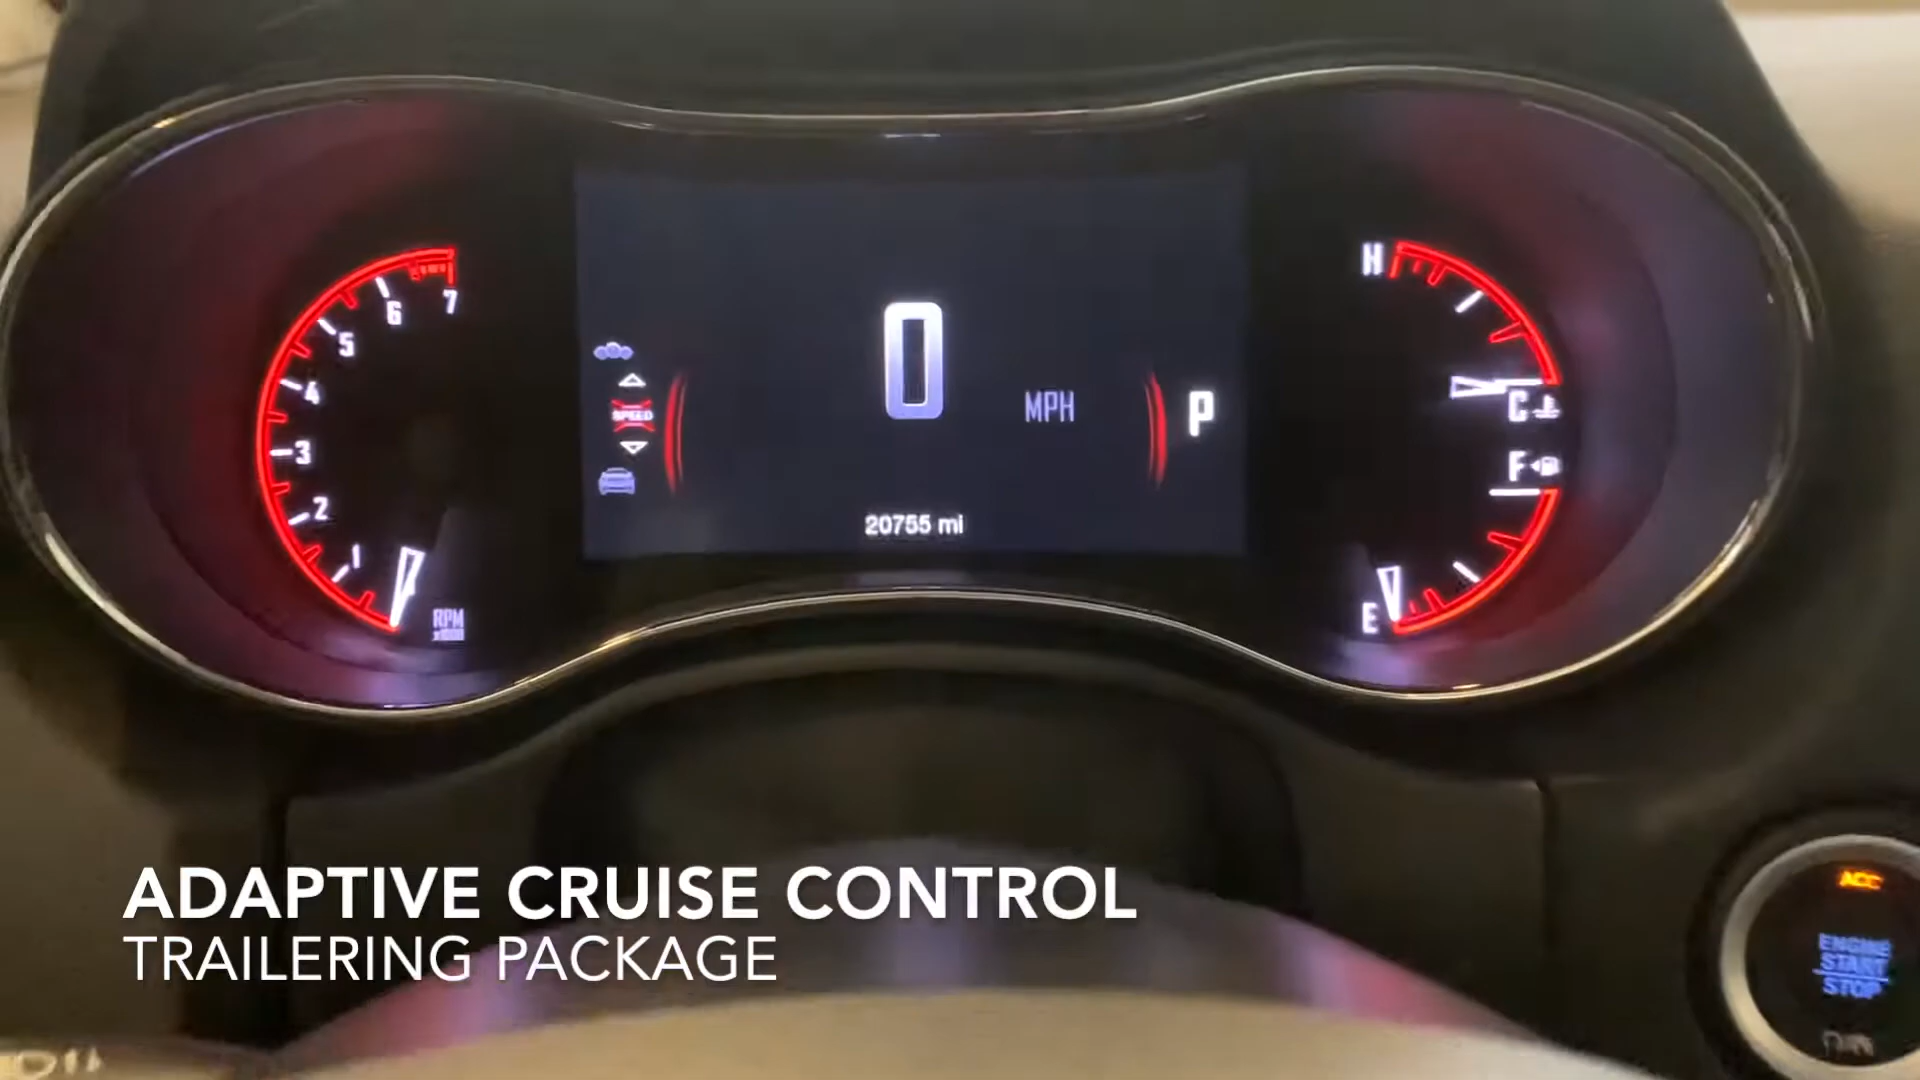 7
6
5
4
3
2
1
RPM
x1000
SPEED
0
MPH
20755 mi
P
H
C
F
E
ACC
ENGINE
START
STOP
RUN
ADAPTIVE CRUISE CONTROL
TRAILERING PACKAGE